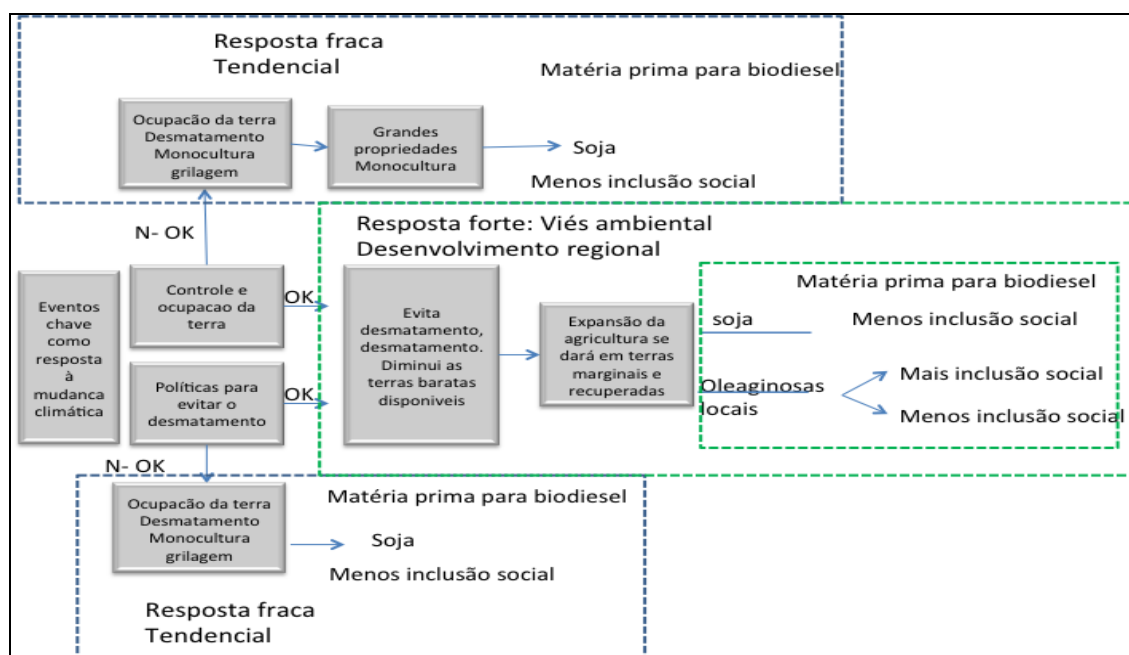 Resposta fraca
Tendencial
Matéria prima para biodiesel
Ocupacão da terra
Desmatamento
Monocultura
grilagem
Grandes
propriedades
Monocultura
Soja
Menos inclusão social
N- OK
Resposta forte: Viés ambiental
Desenvolvimento regional
Eventos
chave
como
resposta
à
mudanca
climática
Controle e
ocupacao da
terra
OK.
Políticas para
evitar o
desmatamento
OK.
Evita
desmatamento,
desmatamento.
Diminui as
terras baratas
disponiveis
Expansão da
agricultura se
dará em terras
marginais e
recuperadas
Matéria prima para biodiesel
soja
Menos inclusão social
Oleaginosas
locais
Mais inclusão social
Menos inclusão social
N- OK
Ocupacão da terra
Desmatamento
Monocultura
grilagem
Matéria prima para biodiesel
Soja
Menos inclusão social
Resposta fraca
Tendencial